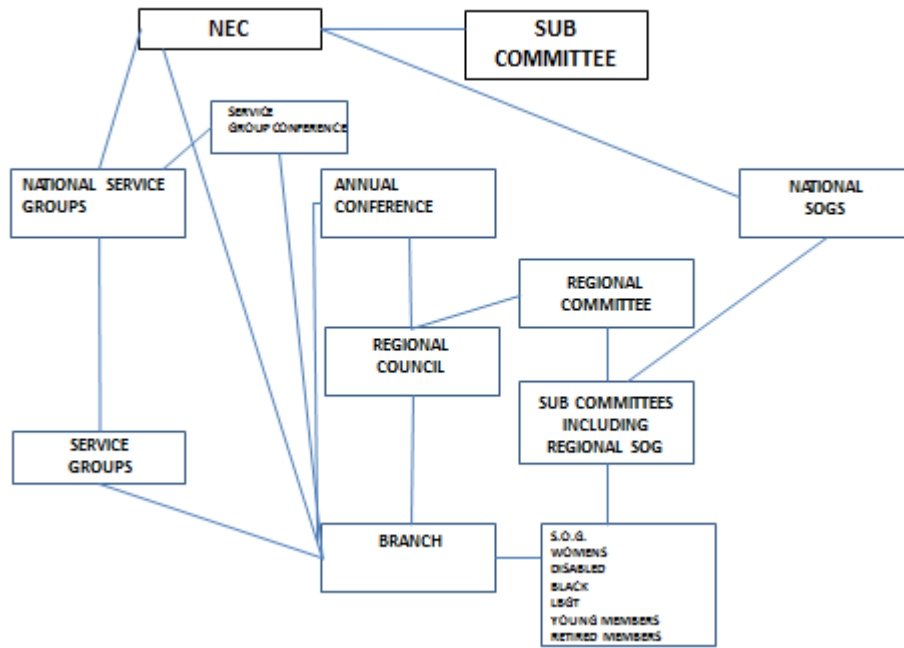 NEC
SUB
COMMITTEE
SERVICE
GROUP CONFERENCE
NATIONAL SERVICE
GROUPS
ANNUAL
CONFERENCE
NATIONAL
SOGS
REGIONAL
COMMITTEE
REGIONAL
COUNCIL
SUB COMMITTEES
INCLUDING
REGIONAL SOG
SERVICE
GROUPS
BRANCH
S.O.G.
WOMENS
DISABLED
BLACK
LBGT
YOUNG MEMBERS
RETIRED MEMBERS